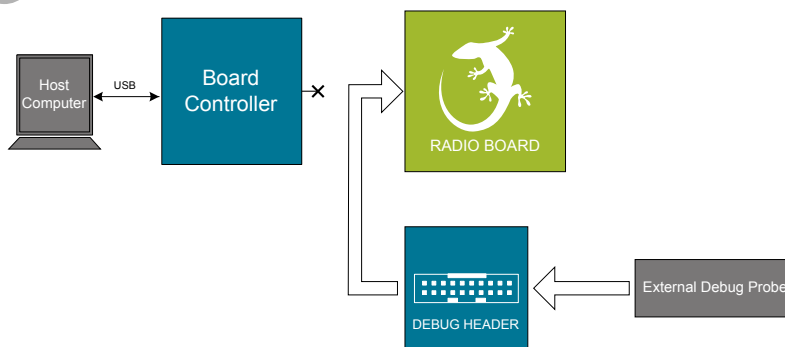 Host
Computer
USB
Board
Controller
RADIO BOARD
DEBUG HEADER
External Debug Probe